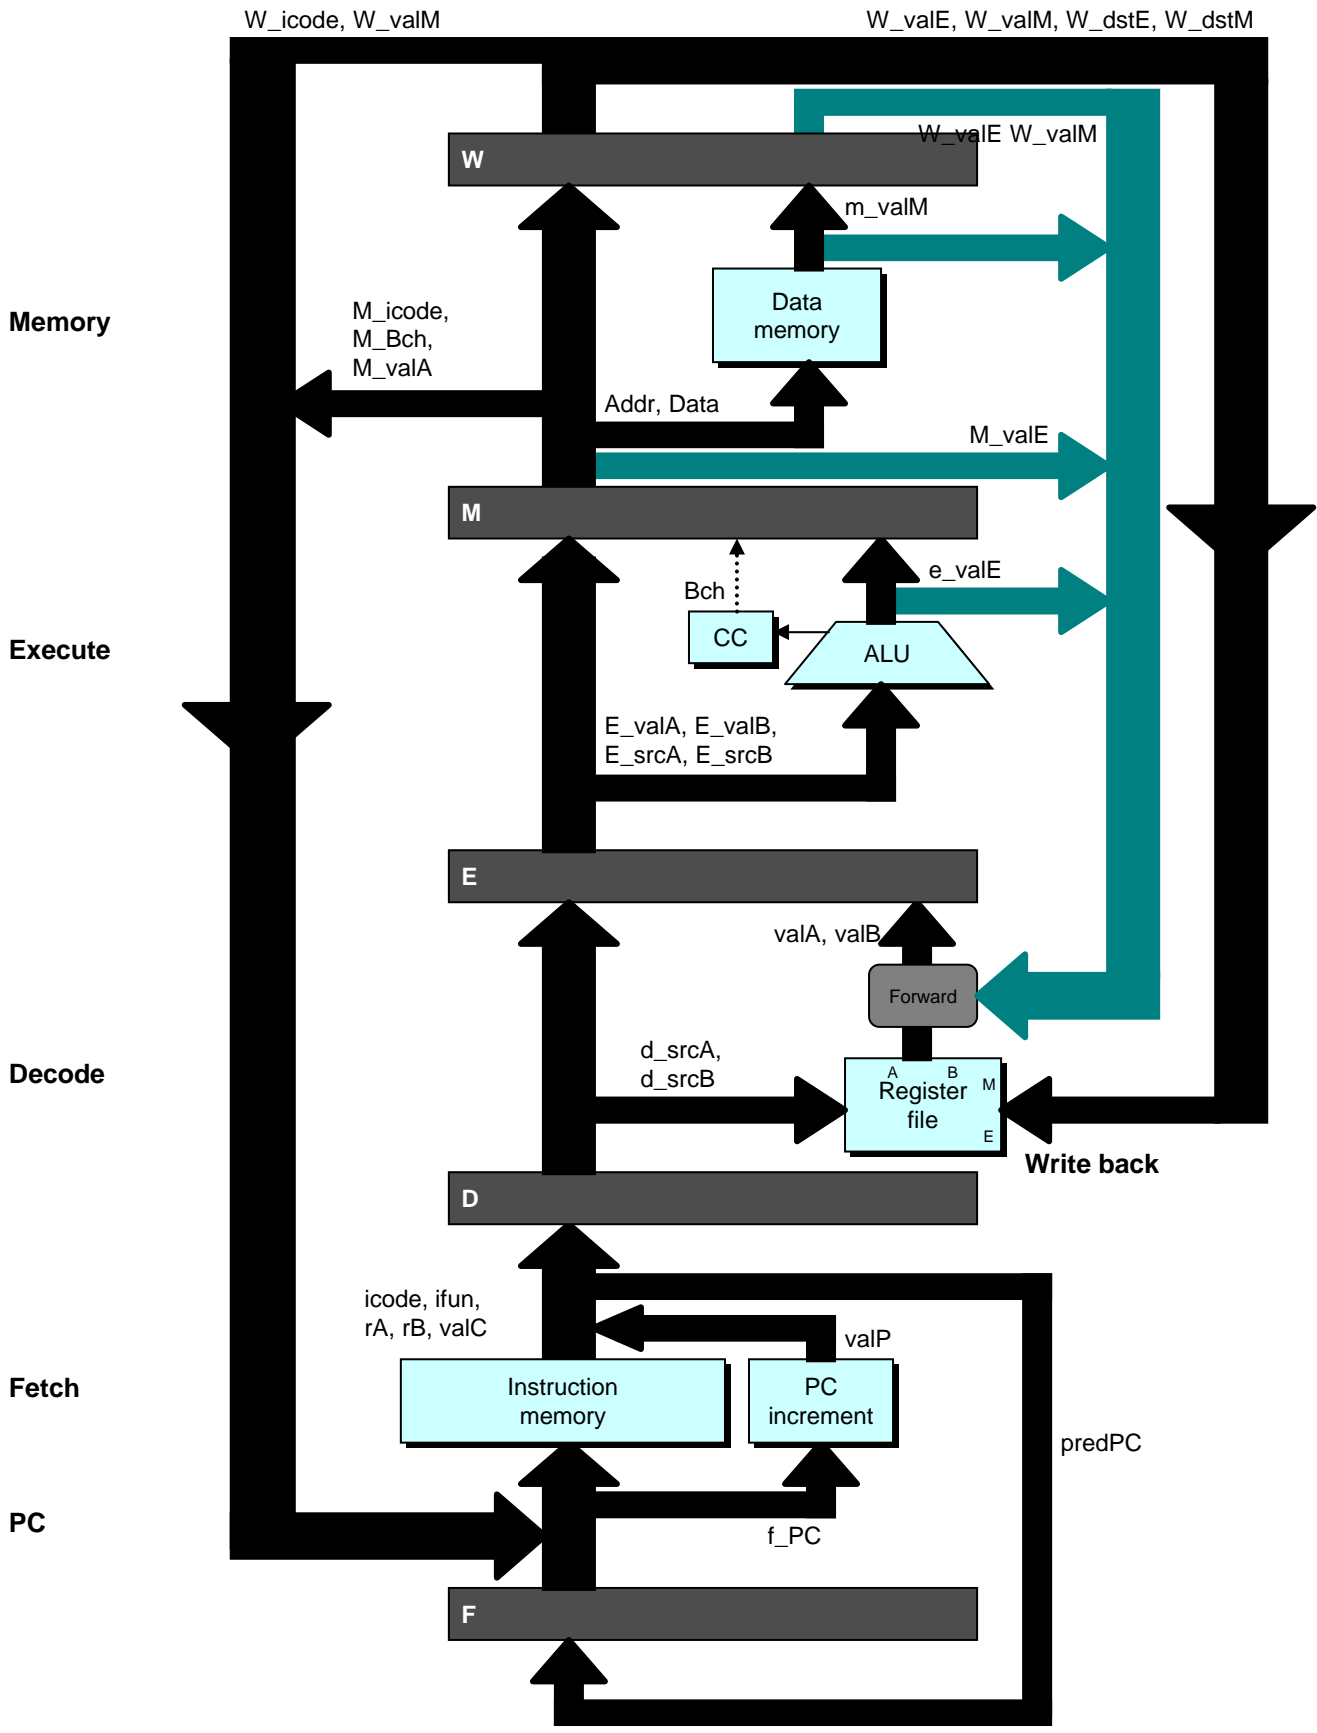 W_icode, W_valM
W_valE, W_valM, W_dstE, W_dstM
W_valE W_valM
W
m_valM
Data
memory
Memory
M_icode,
M_Bch,
M_valA
Addr, Data
M_valE
M
e_valE
Bch
CC
ALU
Execute
E_valA, E_valB,
E_srcA, E_srcB
E
valA, valB
Forward
d_srcA,
d_srcB
Decode
A B
M
Register
file
E
Write back
D
icode, ifun,
rA, rB, valC
valP
Fetch
Instruction
memory
PC
increment
predPC
PC
f_PC
F